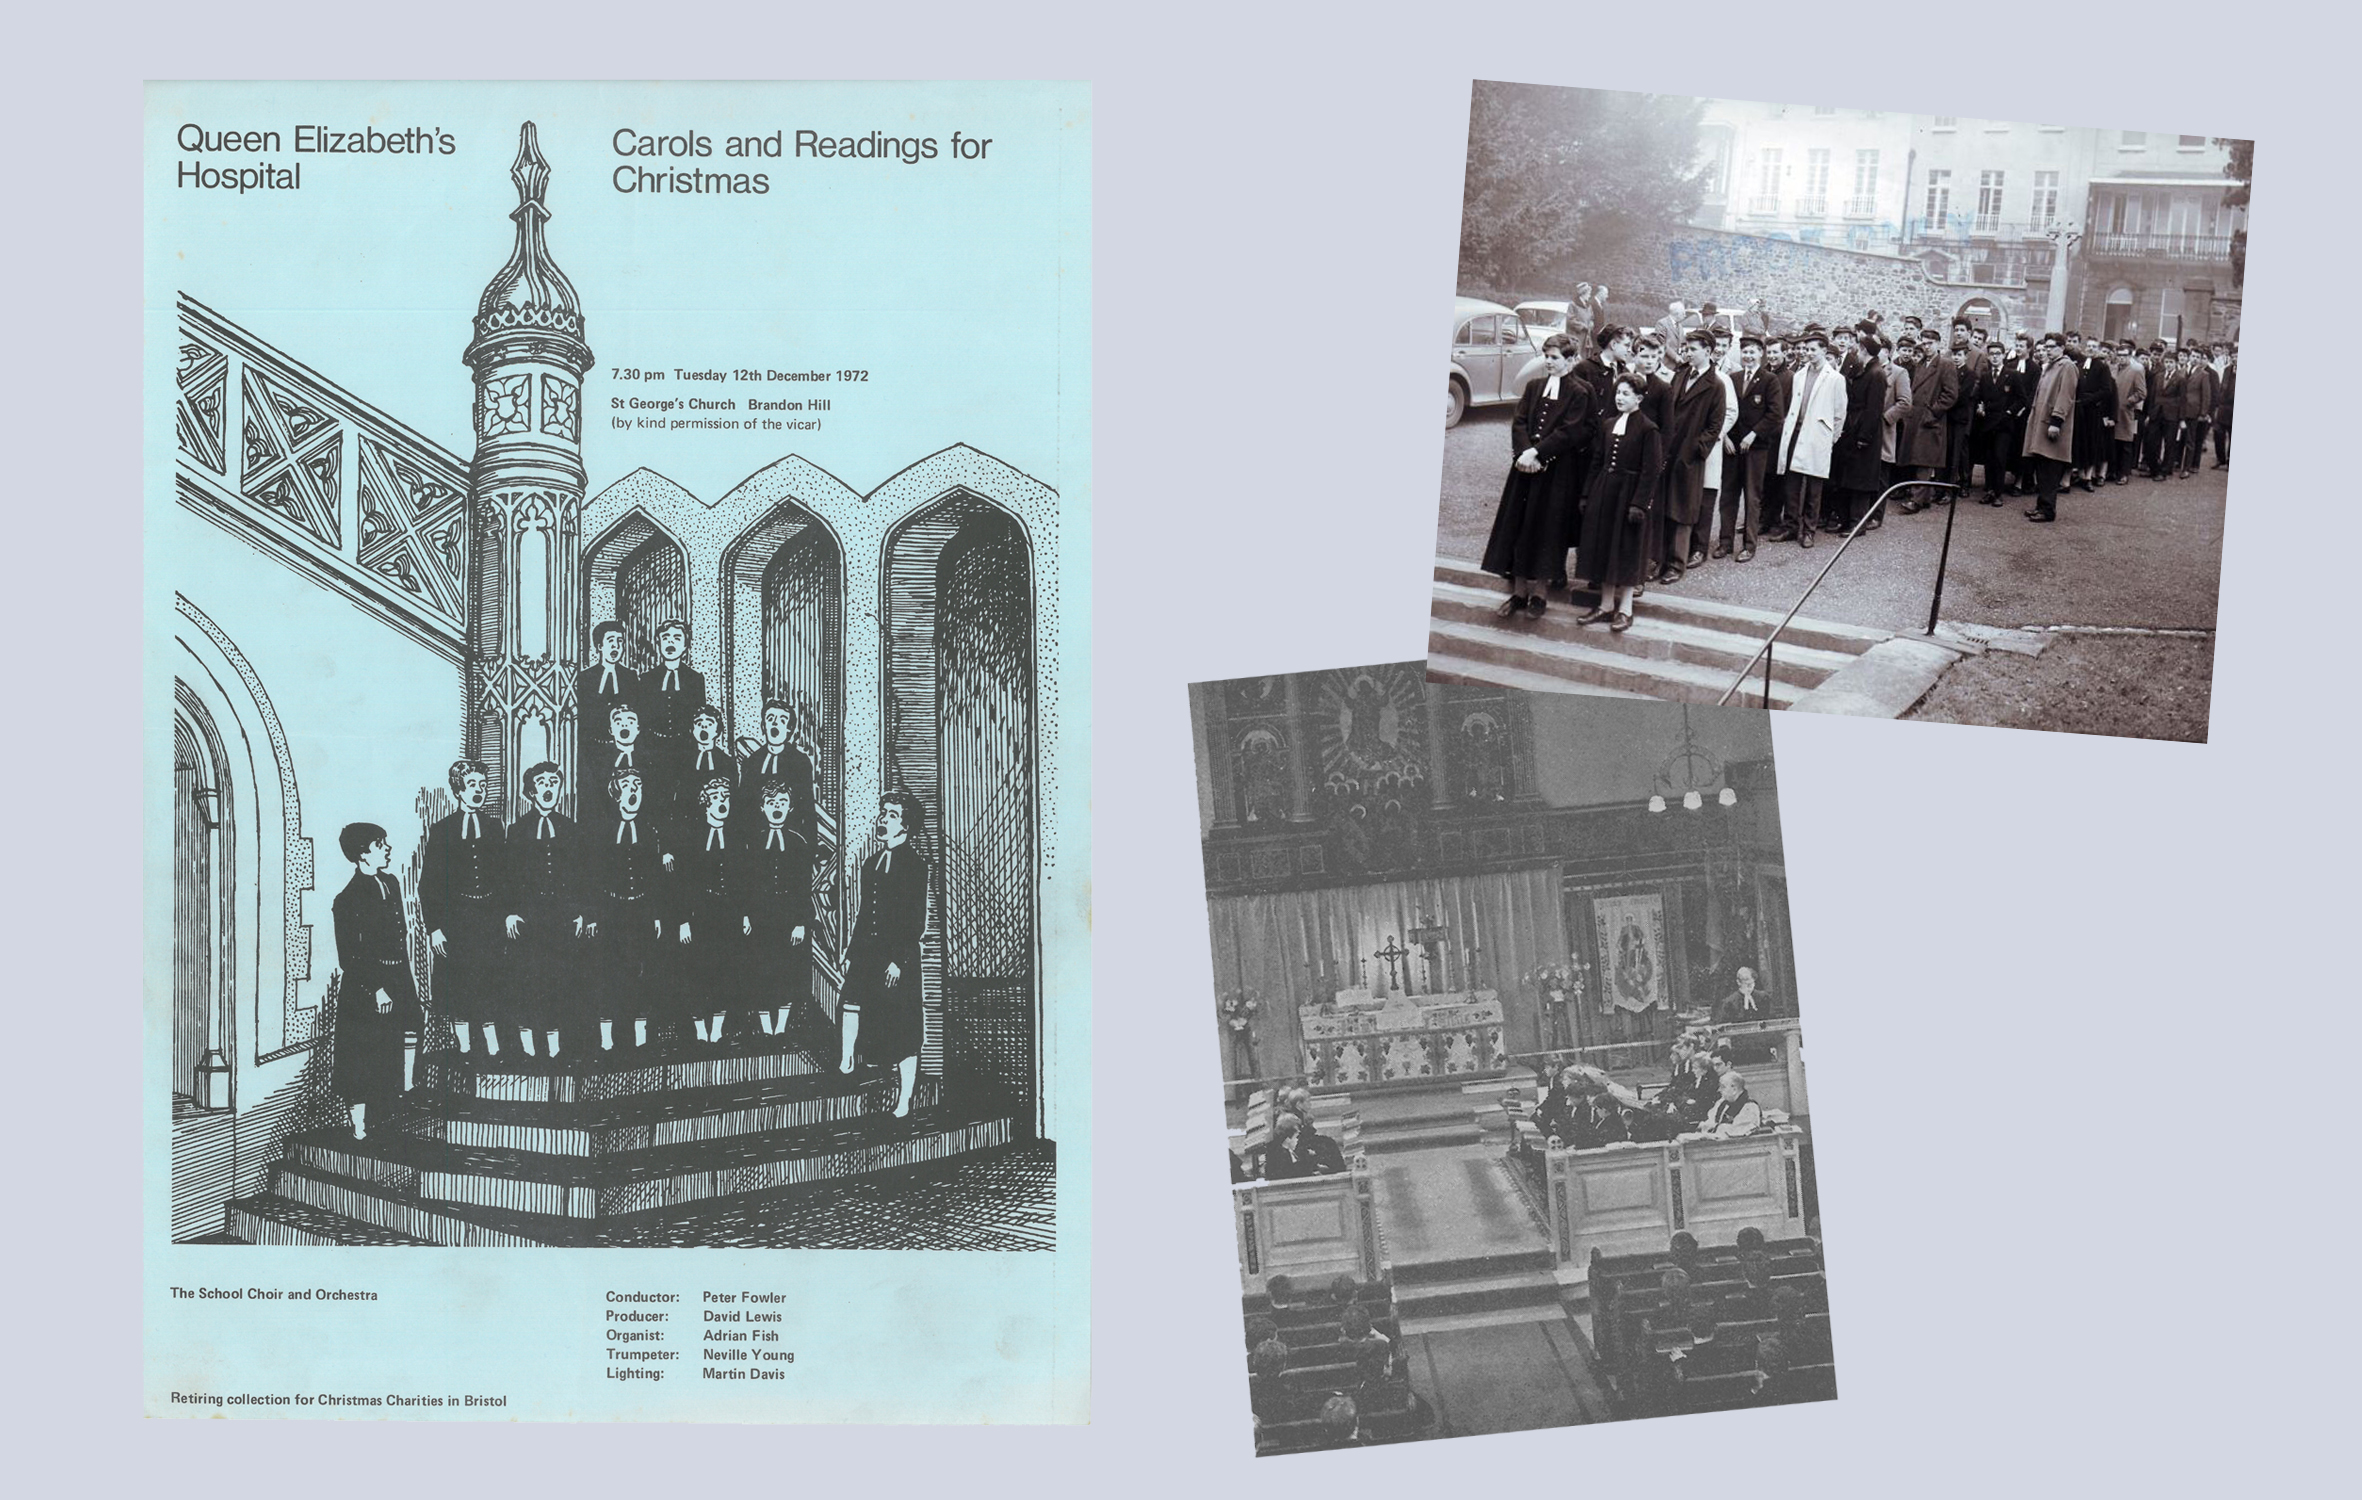 Queen Elizabeth's
Hospital
Carols and Readings for
Christmas
7.30 pm Tuesday 12th December 1972
St George's Church Brandon Hill
(by kind permission of the vicar)
The School Choir and Orchestra
Conductor: Peter Fowler
Producer: David Lewis
Organist: Adrian Fish
Trumpeter: Neville Young
Lighting: Martin Davis
Retiring collection for Christmas Charities in Bristol
PROOF ONLY